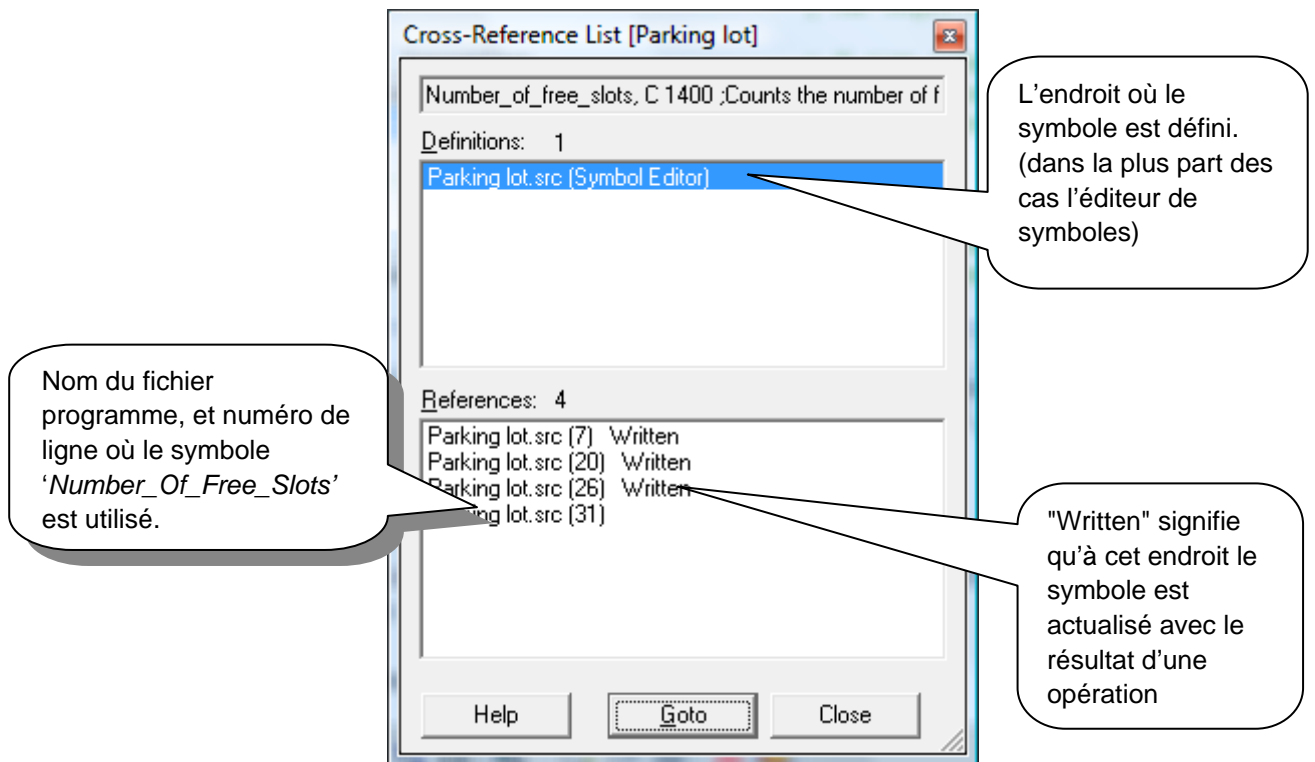 Cross-Reference List [Parking lot]
Number_of_free_slots, C 1400 ;Counts the number of f
Definitions: 1
Parking lot.src (Symbol Editor)
L'endroit où le
symbole est défini.
(dans la plus part des
cas l'éditeur de
symboles)
Nom du fichier
programme, et numéro de
ligne où le symbole
‘Number_Of_Free_Slots’
est utilisé.
References: 4
Parking lot.src (7) Written
Parking lot.src (20) Written
Parking lot.src (26) Written
ng lot.src (31)
"Written" signifie
qu'à cet endroit le
symbole est
actualisé avec le
résultat d'une
opération
Help Goto Close